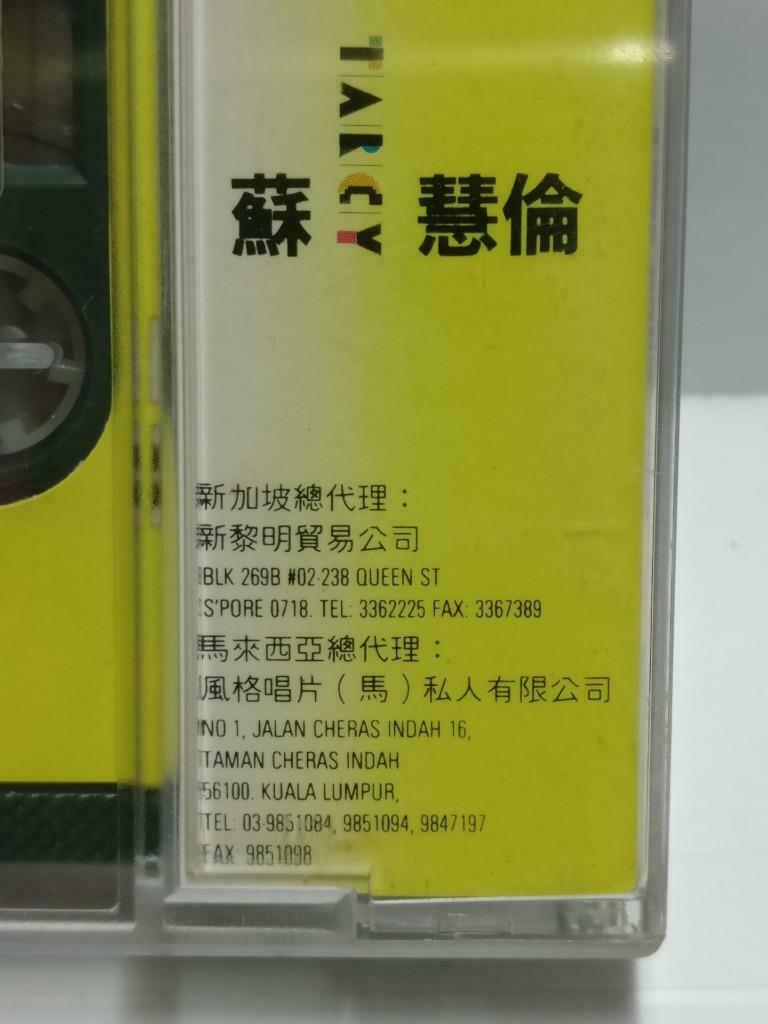 TARCY
蘇 慧倫
新加坡總代理：
新黎明貿易公司
BLK 269B #02-238 QUEEN ST
S'PORE 0718. TEL: 3362225 FAX: 3367389
馬來西亞總代理：
風格唱片（馬）私人有限公司
NO 1, JALAN CHERAS INDAH 16,
TAMAN CHERAS INDAH
56100. KUALA LUMPUR,
TEL: 03-9851084, 9851094, 9847197
FAX: 9851098